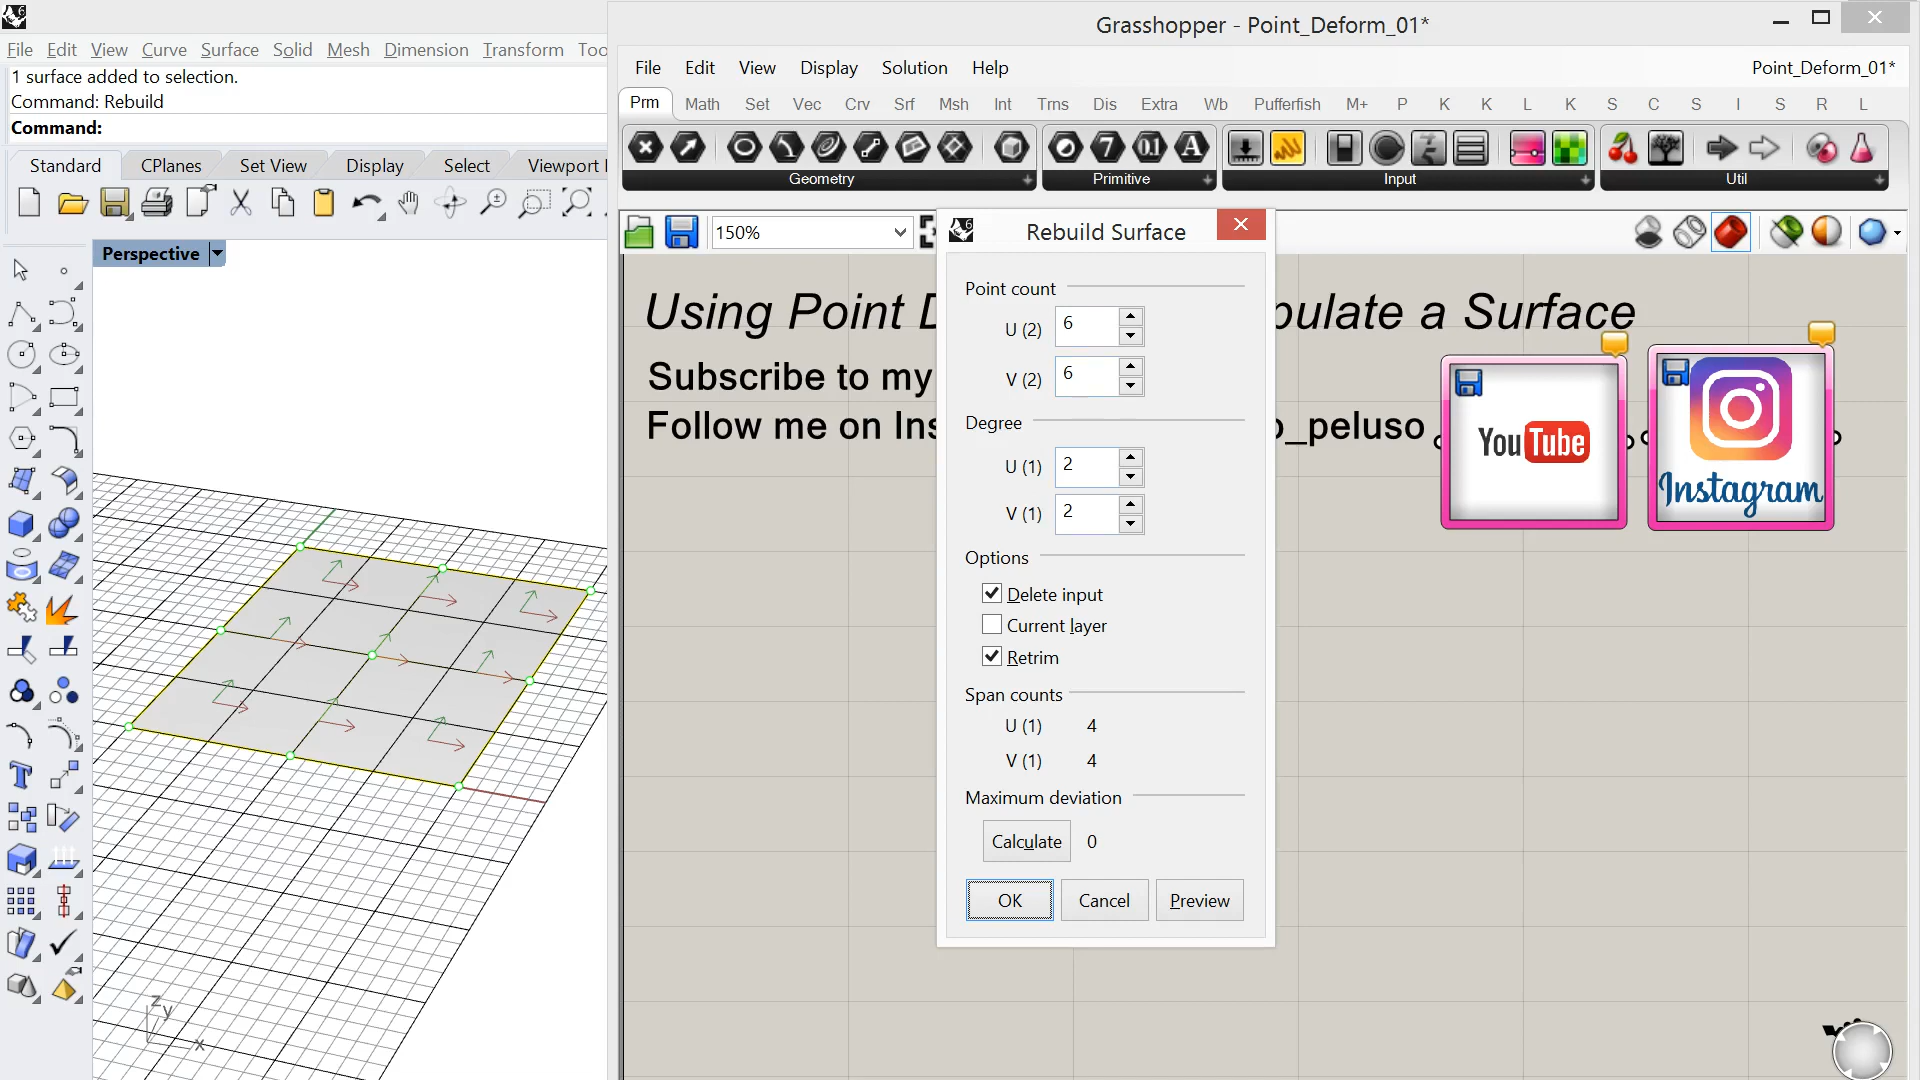 File Edit View Curve Surface Solid Mesh Dimension Transform Too
1 surface added to selection.
Command: Rebuild
Command:
Standard CPlanes Set View Display Select Viewport
Perspective
z
y
x
Grasshopper - Point_Deform_01*
File Edit View Display Solution Help
Point_Deform_01*
Prm Math Set Vec Crv Srf Msh Int Trns Dis Extra Wb Pufferfish M+ P K K L K S C S I S R L
Geometry
Primitive
Input
Util
150%
Using Point D
pulate a Surface
Subscribe to my
Follow me on Ins
o_peluso
YouTube
Instagram
Rebuild Surface
Point count
U (2) 6
V (2) 6
Degree
U (1) 2
V (1) 2
Options
Delete input
Current layer
Retrim
Span counts
U (1) 4
V (1) 4
Maximum deviation
Calculate 0
OK Cancel Preview